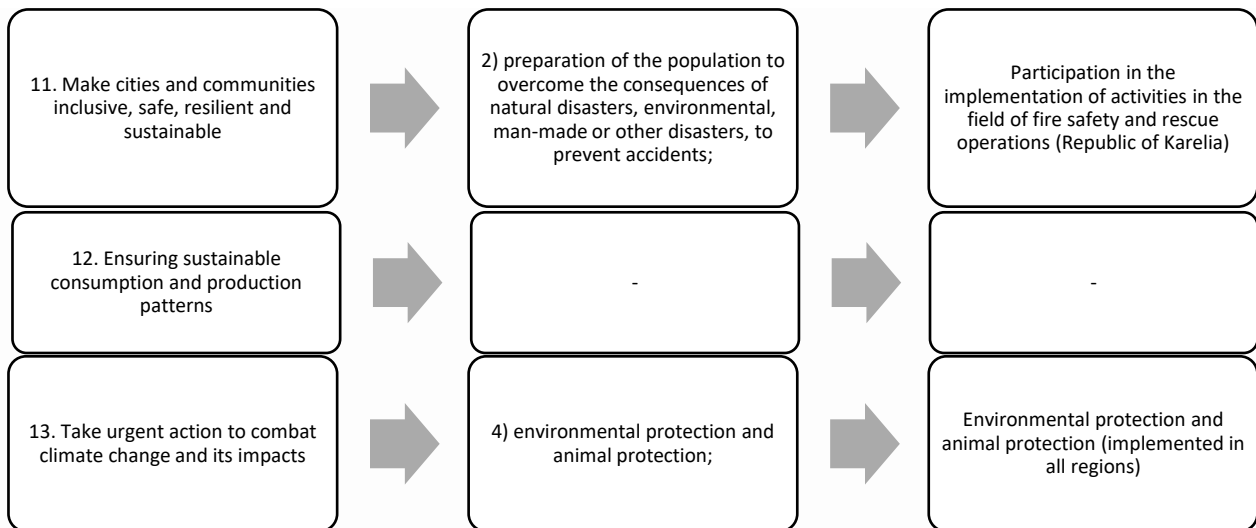 11. Make cities and communities
inclusive, safe, resilient and
sustainable
2) preparation of the population to
overcome the consequences of
natural disasters, environmental,
man-made or other disasters, to
prevent accidents;
Participation in the
implementation of activities in the
field of fire safety and rescue
operations (Republic of Karelia)
12. Ensuring sustainable
consumption and production
patterns
-
-
13. Take urgent action to combat
climate change and its impacts
4) environmental protection and
animal protection;
Environmental protection and
animal protection (implemented in
all regions)